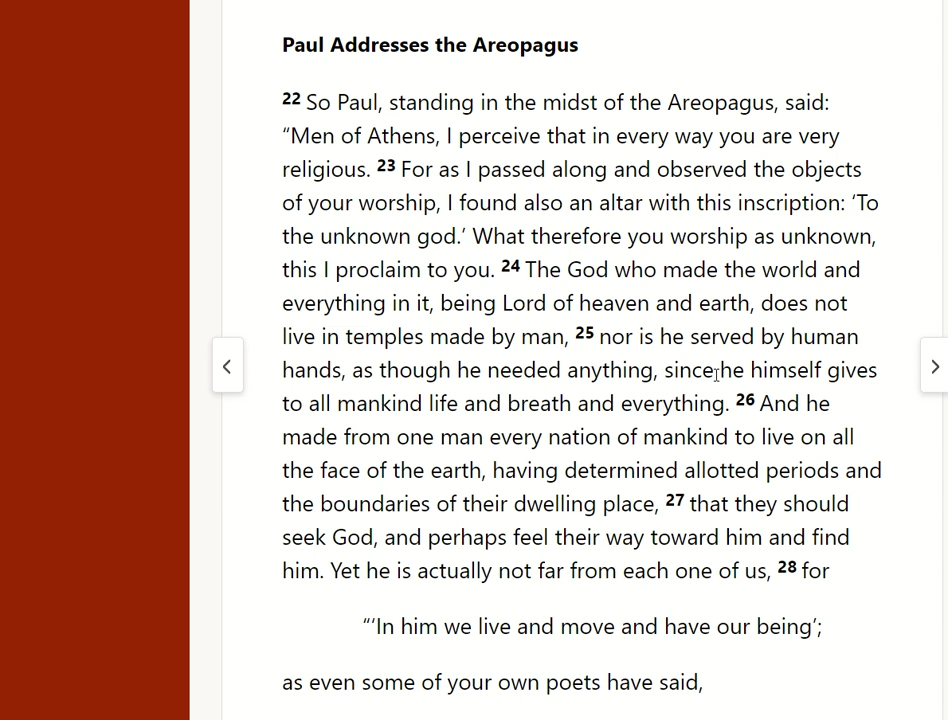 Paul Addresses the Areopagus
22 So Paul, standing in the midst of the Areopagus, said:
“Men of Athens, I perceive that in every way you are very
religious. 23 For as I passed along and observed the objects
of your worship, I found also an altar with this inscription: ‘To
the unknown god.’ What therefore you worship as unknown,
this I proclaim to you. 24 The God who made the world and
everything in it, being Lord of heaven and earth, does not
live in temples made by man, 25 nor is he served by human
hands, as though he needed anything, since he himself gives
to all mankind life and breath and everything. 26 And he
made from one man every nation of mankind to live on all
the face of the earth, having determined allotted periods and
the boundaries of their dwelling place, 27 that they should
seek God, and perhaps feel their way toward him and find
him. Yet he is actually not far from each one of us, 28 for
“‘In him we live and move and have our being’;
as even some of your own poets have said,